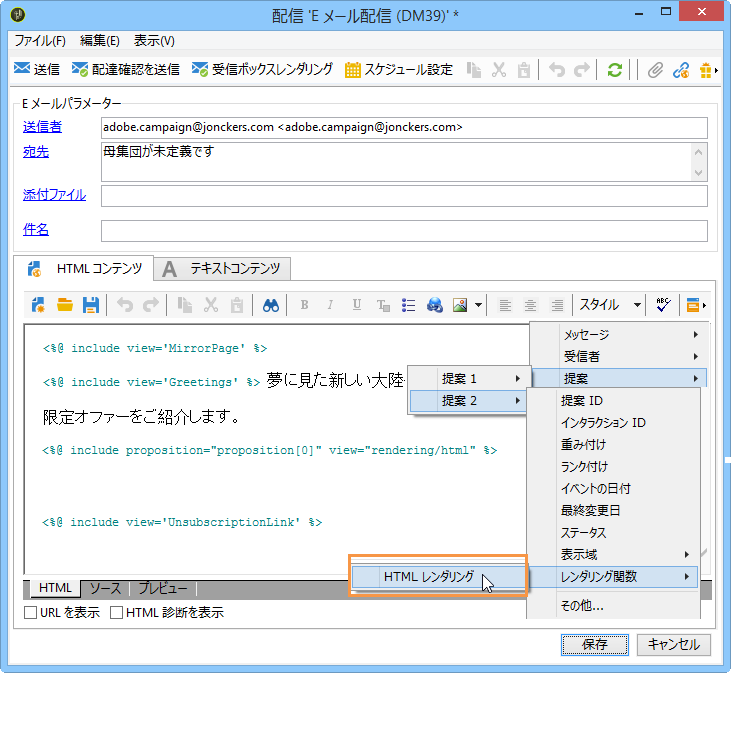 配信 'E メール配信 (DM39)' *
ファイル(F) 編集(E) 表示(V)
送信 配達確認を送信 受信ボックスレンダリング スケジュール設定
E メールパラメーター
送信者 adobe.campaign@jonckers.com <adobe.campaign@jonckers.com>
宛先 母集団が未定義です
添付ファイル
件名
HTML コンテンツ A テキストコンテンツ
B I U スタイル ABC
<%@ include view='MirrorPage' %>
<%@ include view='Greetings' %> 夢に見た新しい大陸
限定オファーをご紹介します。
<%@ include proposition="proposition[0]" view="rendering/html" %>
<%@ include view='UnsubscriptionLink' %>
メッセージ
受信者
提案
提案 1
提案 2
提案 ID
インタラクション ID
重み付け
ランク付け
イベントの日付
最終変更日
ステータス
表示域
レンダリング関数
HTML レンダリング
その他...
HTML ソース プレビュー
URL を表示 HTML 診断を表示
保存 キャンセル